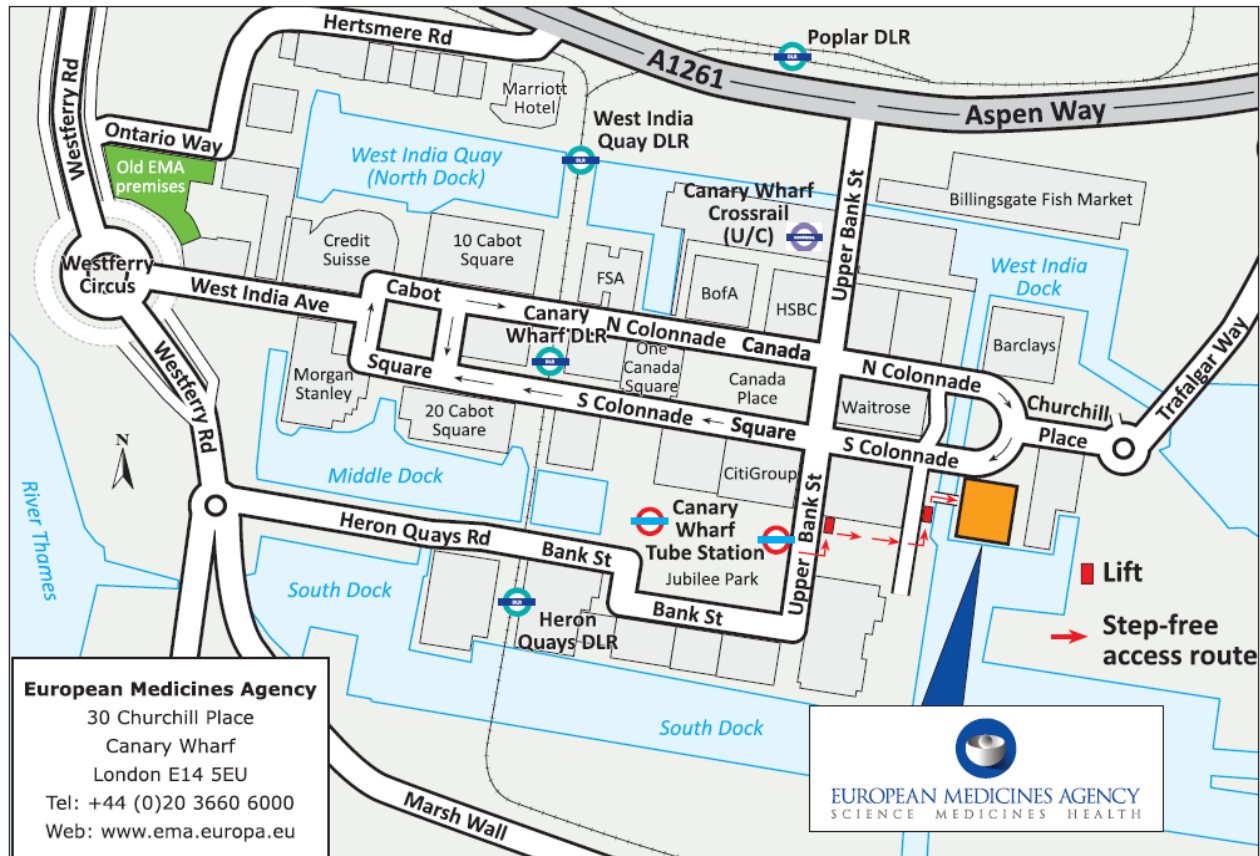 Hertsmere Rd
Westferry Rd
A1261
Poplar DLR
DLR
Aspen Way
Marriott
Hotel
Ontario Way
West India
Quay DLR
DLR
Old EMA
premises
West India Quay
(North Dock)
Canary Wharf
Crossrail
(U/C)
Upper Bank St
Billingsgate Fish Market
Credit
Suisse
10 Cabot
Square
FSA
BofA
HSBC
West India
Dock
Westferry
Circus
West India Ave
Cabot
Canary
Wharf DLR
DLR
N Colonnade
Canada
Barclays
Trafalgar Way
Morgan
Stanley
Square
One
Canada
Square
Canada
Place
N Colonnade
Waitrose
Churchill
Place
Westferry Rd
20 Cabot
Square
S Colonnade
Square
S Colonnade
N
Middle Dock
CitiGroup
River Thames
Heron Quays Rd
Bank St
Canary
Wharf
Tube Station
Upper Bank St
Jubilee Park
Lift
South Dock
DLR
Heron
Quays DLR
Bank St
Step-free
access route
South Dock
European Medicines Agency
30 Churchill Place
Canary Wharf
London E14 5EU
Tel: +44 (0)20 3660 6000
Web: www.ema.europa.eu
Marsh Wall
EUROPEAN MEDICINES AGENCY
SCIENCE MEDICINES HEALTH